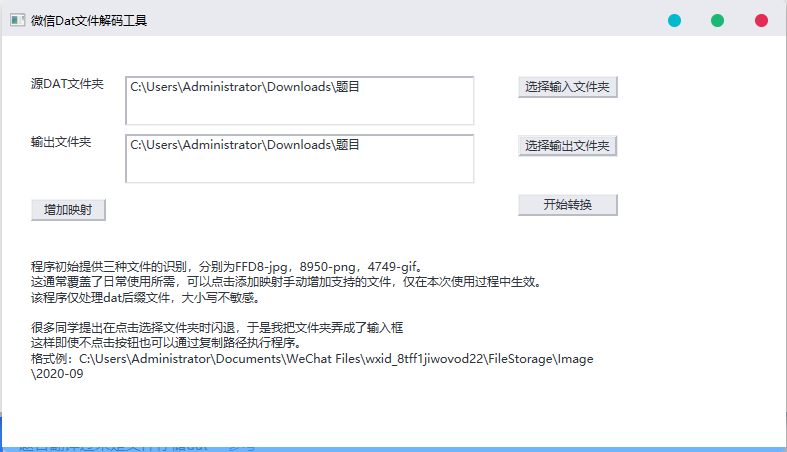 微信Dat文件解码工具
源DAT文件夹
C:\Users\Administrator\Downloads\题目
选择输入文件夹
输出文件夹
C:\Users\Administrator\Downloads\题目
选择输出文件夹
增加映射
开始转换
程序初始提供三种文件的识别，分别为FFD8-jpg，8950-png，4749-gif。
这通常覆盖了日常使用所需，可以点击添加映射手动增加支持的文件，仅在本次使用过程中生效。
该程序仅处理dat后缀文件，大小写不敏感。
很多同学提出在点击选择文件夹时闪退，于是我把文件夹弄成了输入框
这样即使不点击按钮也可以通过复制路径执行程序。
格式例：C:\Users\Administrator\Documents\WeChat Files\wxid_8tff1jiwovod22\FileStorage\Image
\2020-09